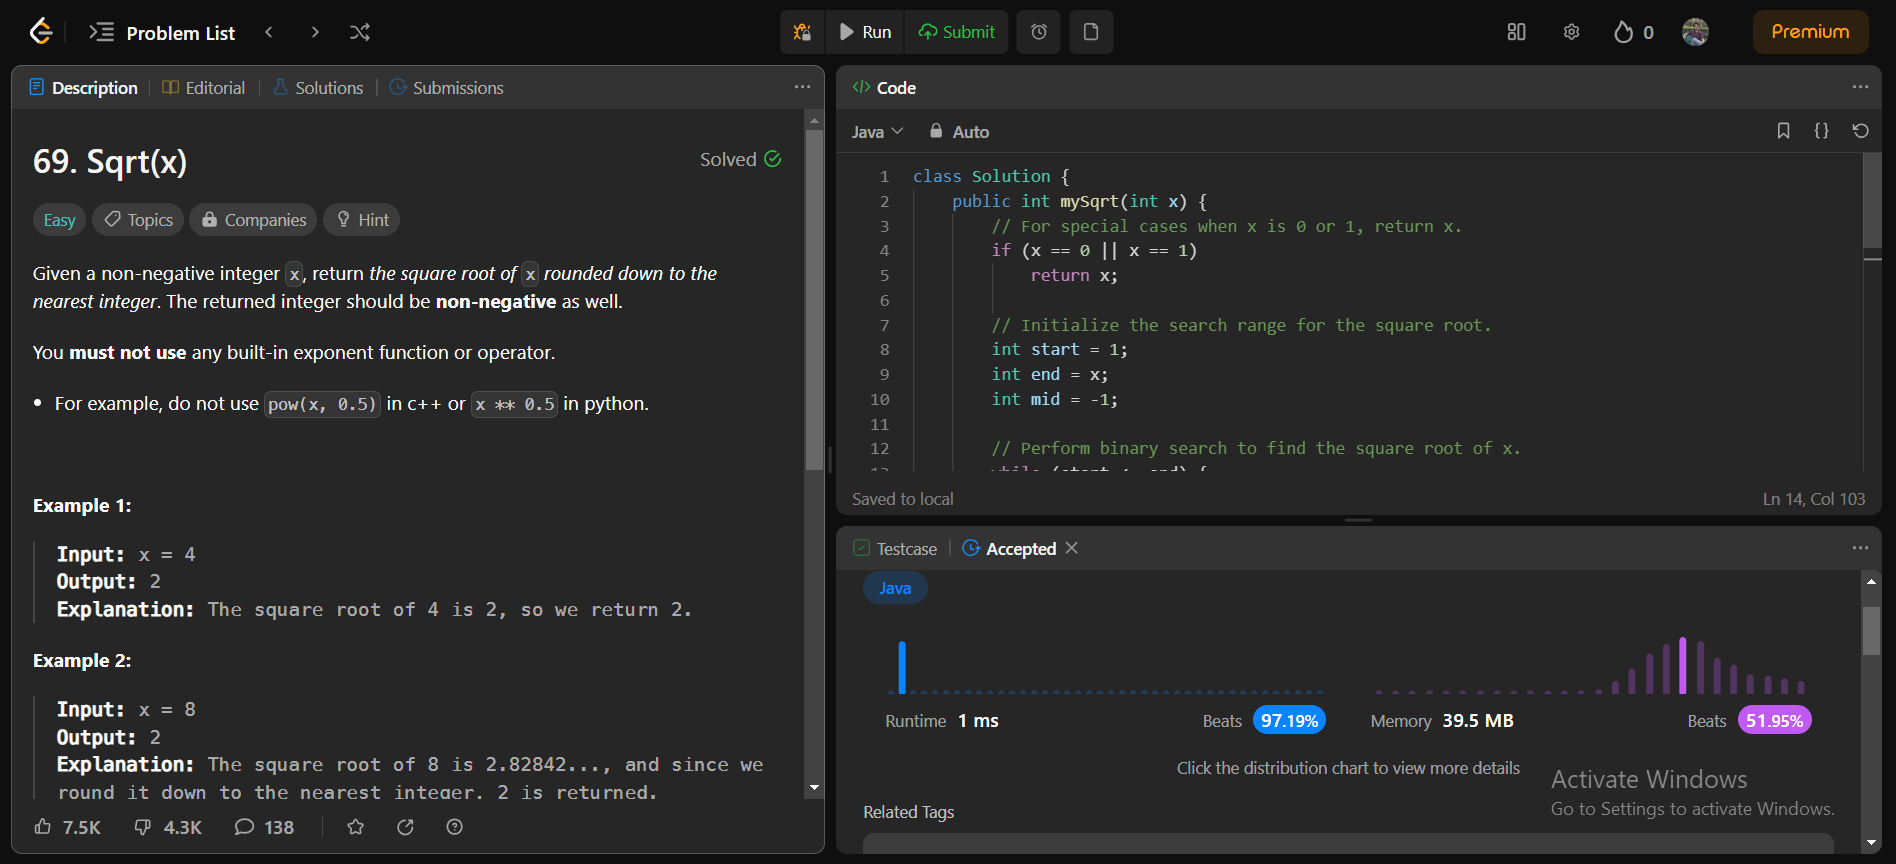 Problem List
Run
Submit
0
Premium
Description
Editorial
Solutions
Submissions
69. Sqrt(x)
Solved
Easy
Topics
Companies
Hint
Given a non-negative integer x, return the square root of x rounded down to the
nearest integer. The returned integer should be non-negative as well.
You must not use any built-in exponent function or operator.
• For example, do not use pow(x, 0.5) in c++ or x ** 0.5 in python.
Example 1:
Input: x = 4
Output: 2
Explanation: The square root of 4 is 2, so we return 2.
Example 2:
Input: x = 8
Output: 2
Explanation: The square root of 8 is 2.82842..., and since we
round it down to the nearest integer, 2 is returned.
7.5K
4.3K
138
</> Code
Java
Auto
1 class Solution {
2 public int mySqrt(int x) {
3 // For special cases when x is 0 or 1, return x.
4 if (x == 0 || x == 1)
5 return x;
6
7 // Initialize the search range for the square root.
8 int start = 1;
9 int end = x;
10 int mid = -1;
11
12 // Perform binary search to find the square root of x.
13 while (start <= end) {
Saved to local
Ln 14, Col 103
Testcase
Accepted
Java
Runtime 1 ms
Beats 97.19%
Memory 39.5 MB
Beats 51.95%
Click the distribution chart to view more details
Activate Windows
Go to Settings to activate Windows.
Related Tags